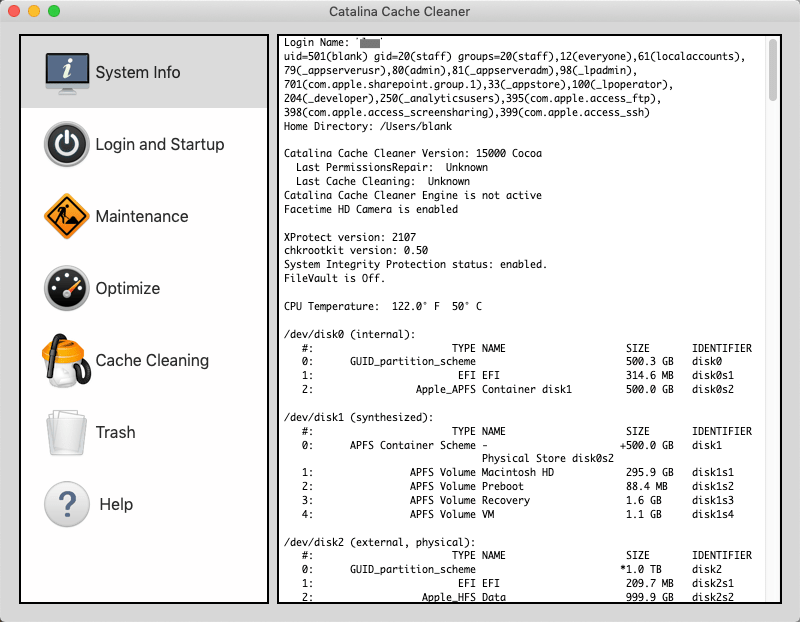 Catalina Cache Cleaner
System Info
Login and Startup
Maintenance
Optimize
Cache Cleaning
Trash
Help
Login Name:
uid=501(blank) gid=20(staff) groups=20(staff),12(everyone),61(localaccounts),
79(_appserverusr),80(admin),81(_appserveradm),98(_lpadmin),
701(com.apple.sharepoint.group.1),33(_appstore),100(_lpoperator),
204(_developer),250(_analyticsusers),395(com.apple.access_ftp),
398(com.apple.access_screensharing),399(com.apple.access_ssh)
Home Directory: /Users/blank
Catalina Cache Cleaner Version: 15000 Cocoa
Last PermissionsRepair: Unknown
Last Cache Cleaning: Unknown
Catalina Cache Cleaner Engine is not active
Facetime HD Camera is enabled
XProtect version: 2107
chkrootkit version: 0.50
System Integrity Protection status: enabled.
FileVault is Off.
CPU Temperature: 122.0° F 50° C
/dev/disk0 (internal):
#: TYPE NAME SIZE IDENTIFIER
0: GUID_partition_scheme 500.3 GB disk0
1: EFI EFI 314.6 MB disk0s1
2: Apple_APFS Container disk1 500.0 GB disk0s2
/dev/disk1 (synthesized):
#: TYPE NAME SIZE IDENTIFIER
0: APFS Container Scheme - +500.0 GB disk1
Physical Store disk0s2
1: APFS Volume Macintosh HD 295.9 GB disk1s1
2: APFS Volume Preboot 88.4 MB disk1s2
3: APFS Volume Recovery 1.6 GB disk1s3
4: APFS Volume VM 1.1 GB disk1s4
/dev/disk2 (external, physical):
#: TYPE NAME SIZE IDENTIFIER
0: GUID_partition_scheme *1.0 TB disk2
1: EFI EFI 209.7 MB disk2s1
2: Apple_HFS Data 999.9 GB disk2s2